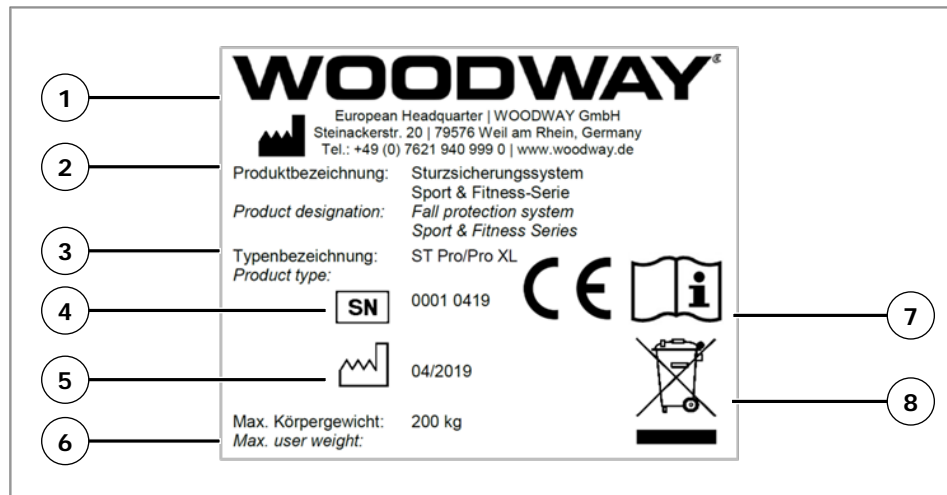 WOODWAY
European Headquarter | WOODWAY GmbH
Steinackerstr. 20 | 79576 Weil am Rhein, Germany
Tel.: +49 (0) 7621 940 999 0 | www.woodway.de
Produktbezeichnung: Sturzsicherungssystem
Sport & Fitness-Serie
Product designation: Fall protection system
Sport & Fitness Series
Typenbezeichnung: ST Pro/Pro XL
Product type:
SN 0001 0419
CE
04/2019
Max. Körpergewicht: 200 kg
Max. user weight:
1
2
3
4
5
6
7
8